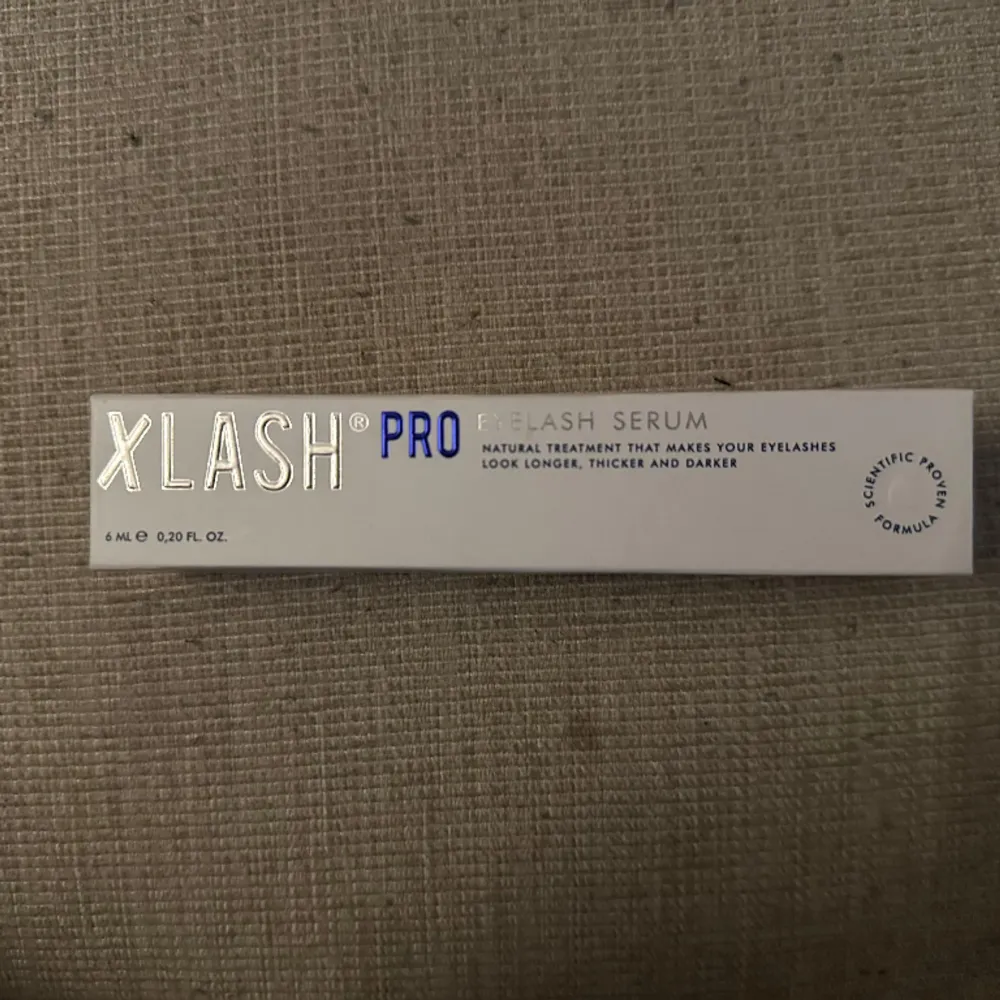 XLASH® PRO EYELASH SERUM
NATURAL TREATMENT THAT MAKES YOUR EYELASHES
LOOK LONGER, THICKER AND DARKER
6 ML ℮ 0,20 FL. OZ.
SCIENTIFIC PROVEN FORMULA